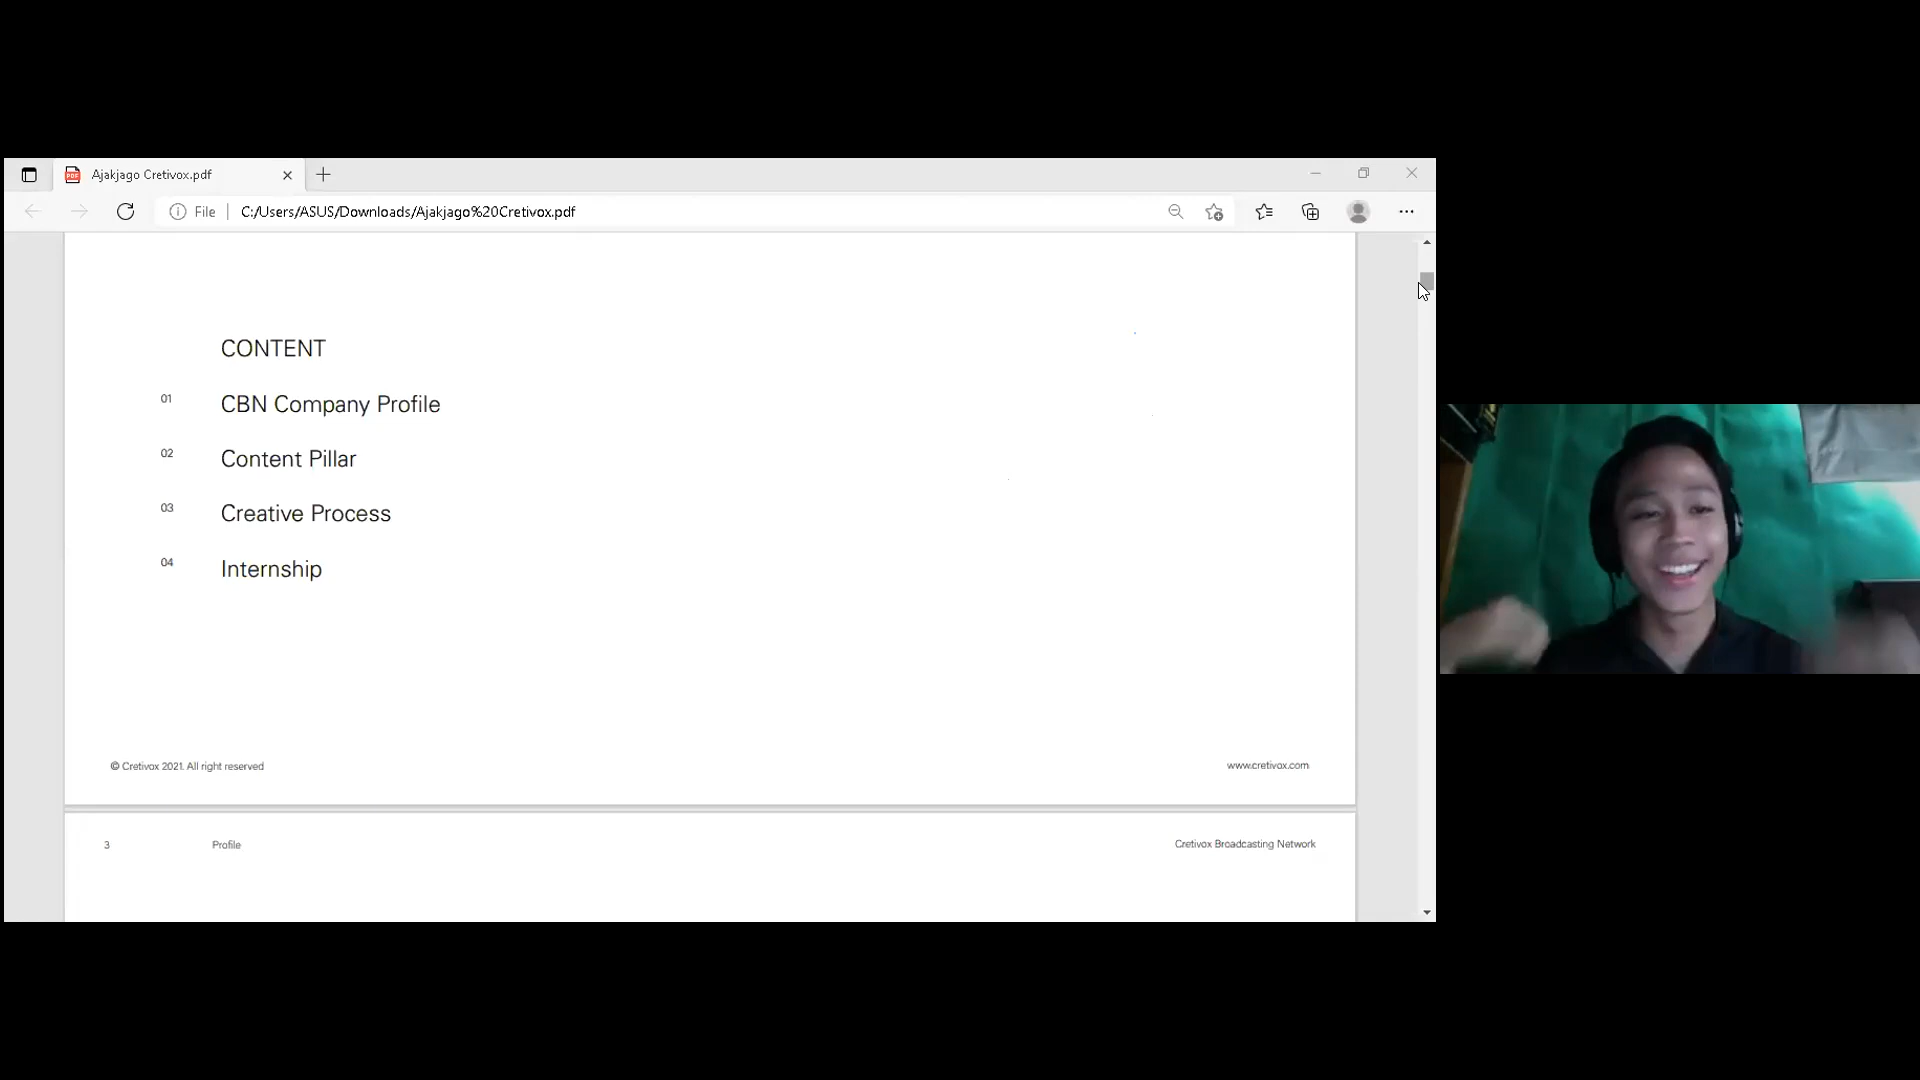 Ajakjago Cretivox.pdf
File
C:/Users/ASUS/Downloads/Ajakjago%20Cretivox.pdf
CONTENT
01 CBN Company Profile
02 Content Pillar
03 Creative Process
04 Internship
© Cretivox 2021. All right reserved
www.cretivox.com
3 Profile Cretivox Broadcasting Network